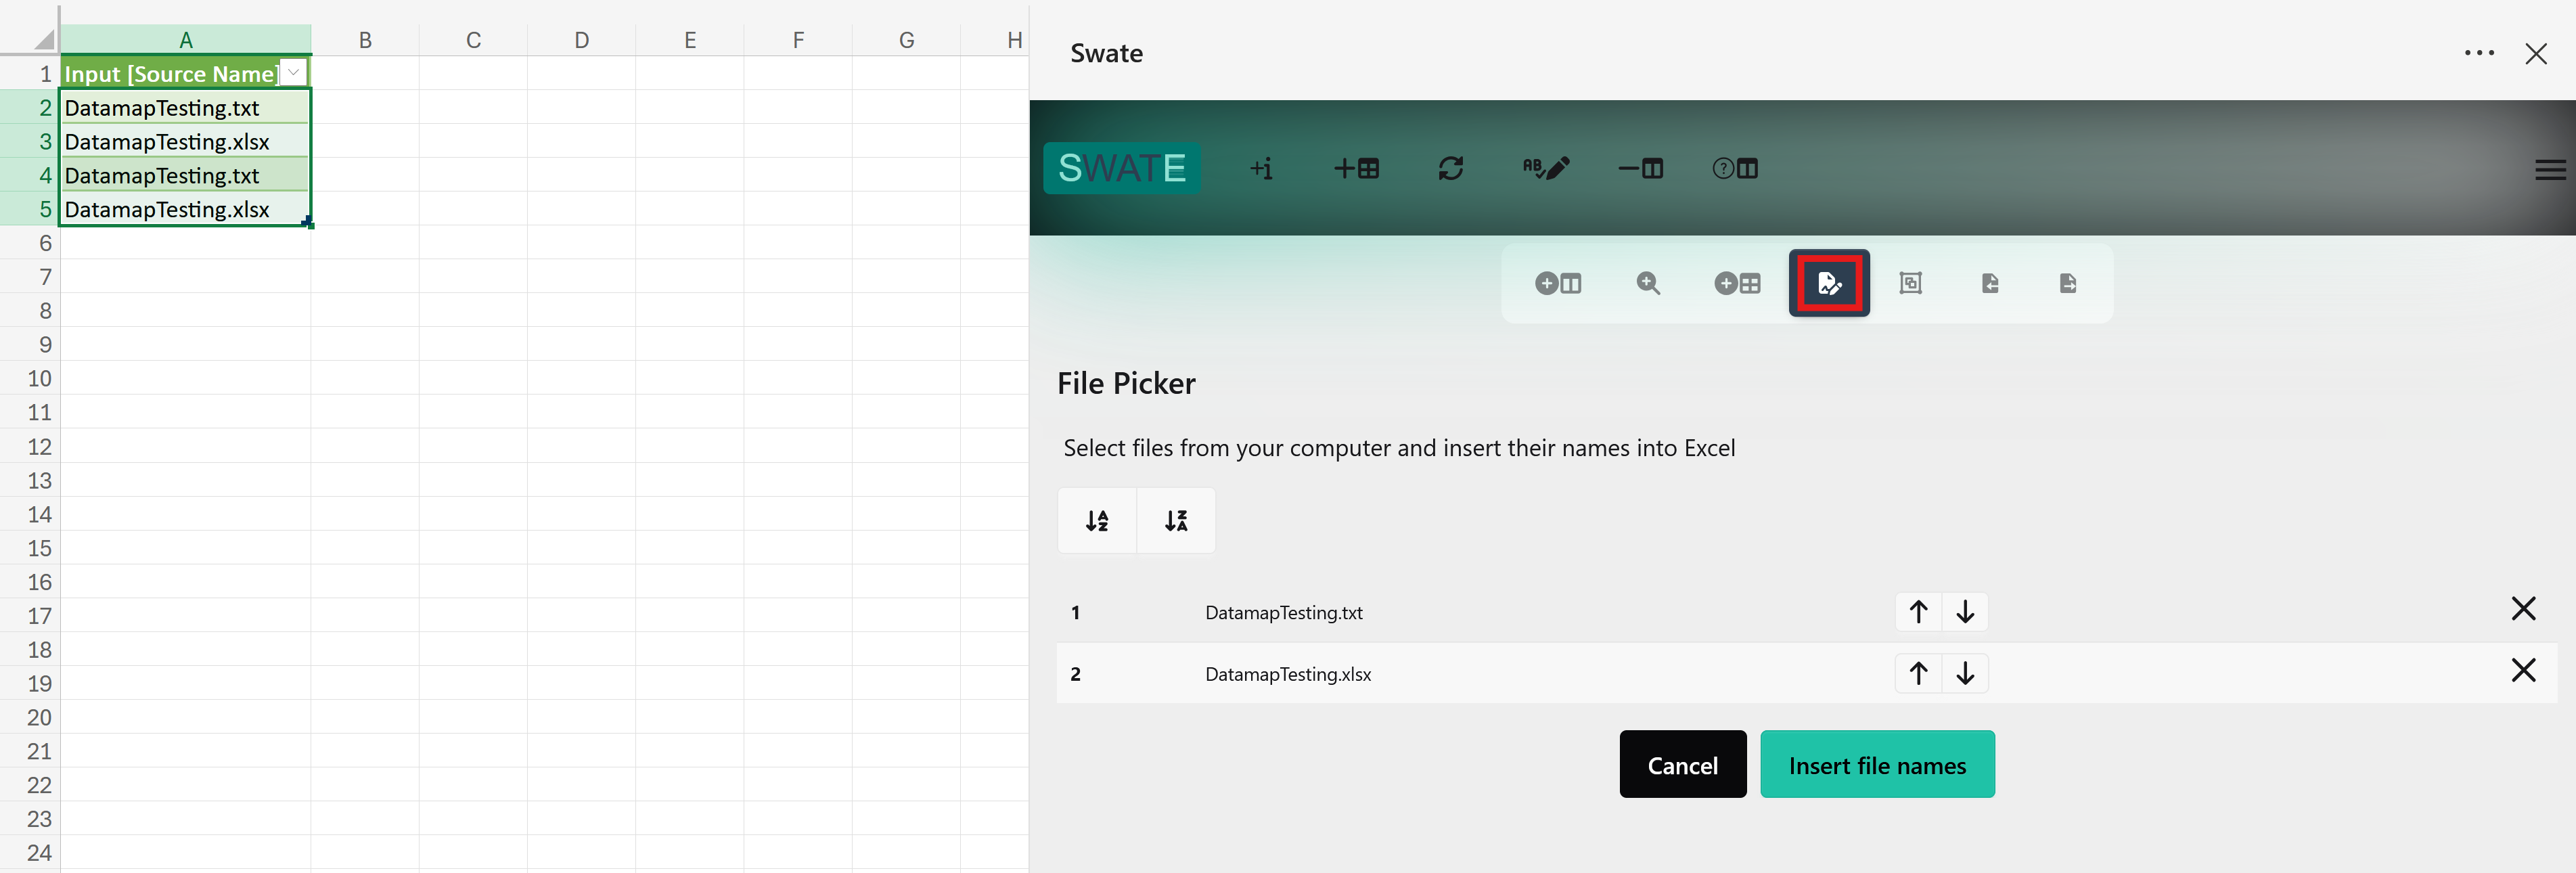 A B C D E F G H
1 Input [Source Name]
2 DatamapTesting.txt
3 DatamapTesting.xlsx
4 DatamapTesting.txt
5 DatamapTesting.xlsx
6
7
8
9
10
11
12
13
14
15
16
17
18
19
20
21
22
23
24
Swate
SWATE +i AB ?
File Picker
Select files from your computer and insert their names into Excel
A Z Z A
1 DatamapTesting.txt
2 DatamapTesting.xlsx
Cancel Insert file names